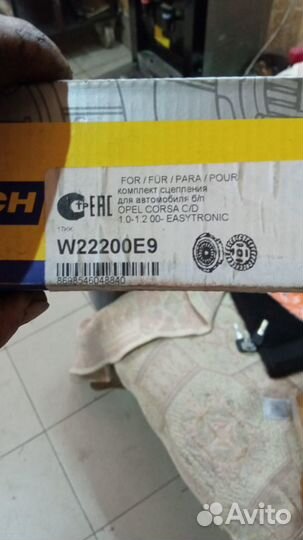 FOR / FÜR / PARA / POUR
комплект сцепления
для автомобиля б/п
OPEL CORSA C/D
1.0-1.2 00- EASYTRONIC
CH
EAC
W22200E9
8698546048840
Avito